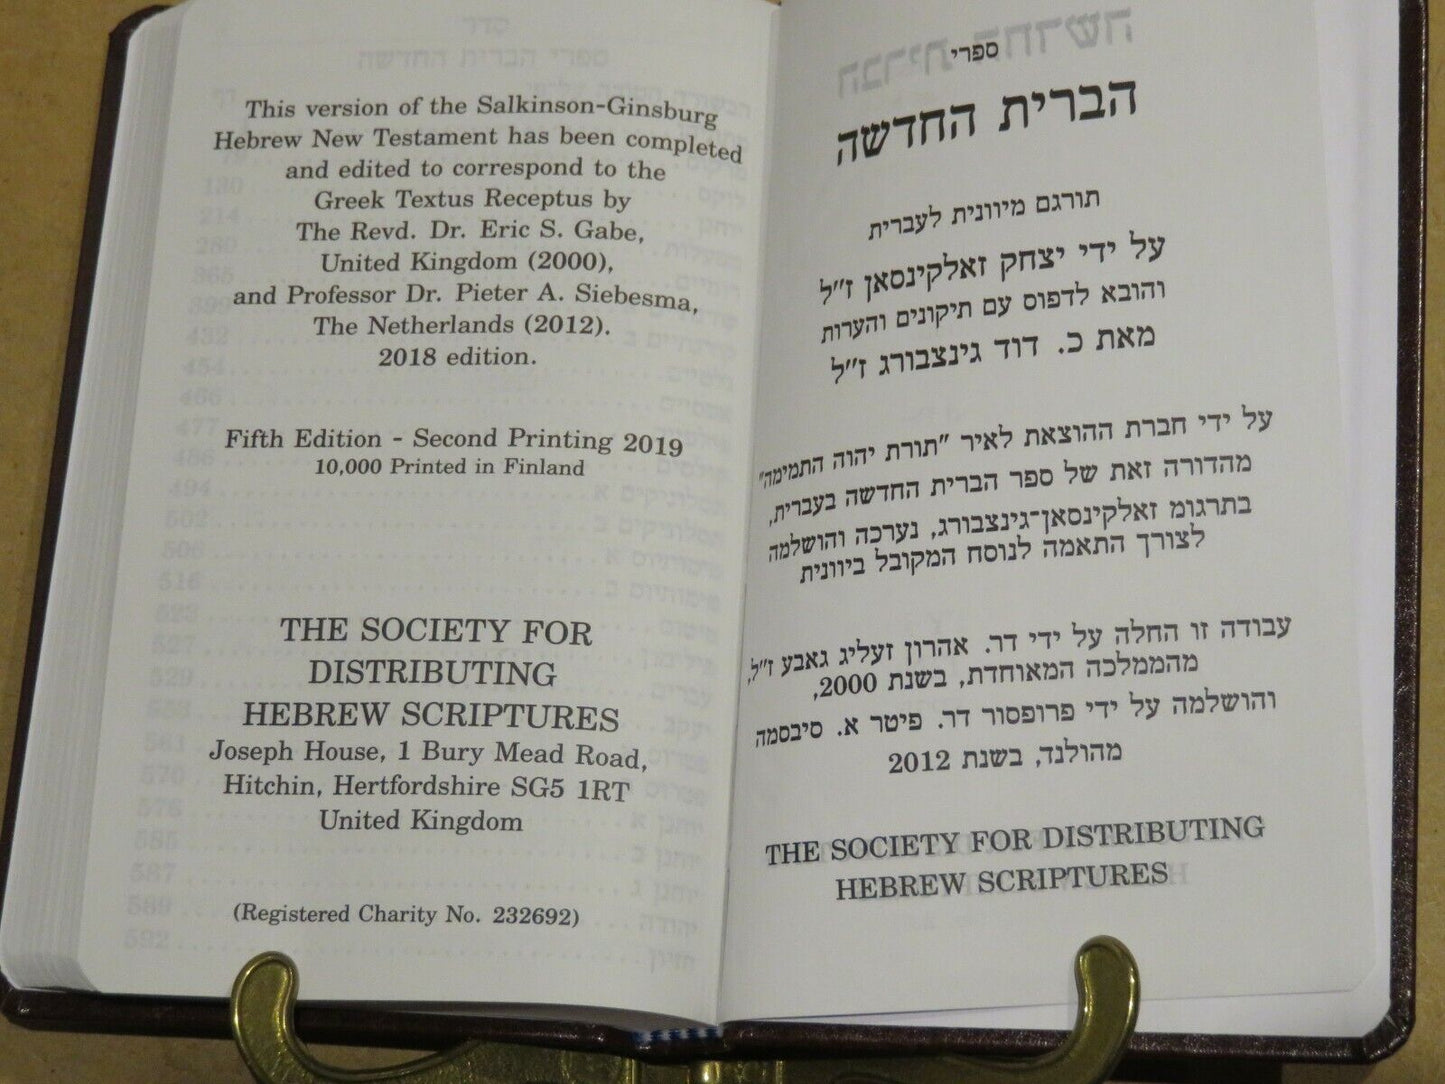 This version of the Salkinson-Ginsburg
Hebrew New Testament has been completed
and edited to correspond to the
Greek Textus Receptus by
The Revd. Dr. Eric S. Gabe,
United Kingdom (2000),
and Professor Dr. Pieter A. Siebesma,
The Netherlands (2012).
2018 edition.
Fifth Edition - Second Printing 2019
10,000 Printed in Finland
THE SOCIETY FOR
DISTRIBUTING
HEBREW SCRIPTURES
Joseph House, 1 Bury Mead Road,
Hitchin, Hertfordshire SG5 1RT
United Kingdom
(Registered Charity No. 232692)
ספרי
הברית החדשה
תורגם מיוונית לעברית
על ידי יצחק זאלקינסאן ז"ל
והובא לדפוס עם תיקונים והערות
מאת כ. דוד גינצבורג ז"ל
על ידי חברת ההוצאת לאיר "תורת יהוה התמימה"
מהדורה זאת של ספר הברית החדשה בעברית,
בתרגומ זאלקינסאן־גינצבורג, נערכה והושלמה
לצורך התאמה לנוסח המקובל ביוונית
עבודה זו החלה על ידי דר. אהרון זעליג גאבע ז"ל,
מהממלכה המאוחדת, בשנת 2000,
והושלמה על ידי פרופסור דר. פיטר א. סיבסמה
מהולנד, בשנת 2012
THE SOCIETY FOR DISTRIBUTING
HEBREW SCRIPTURES